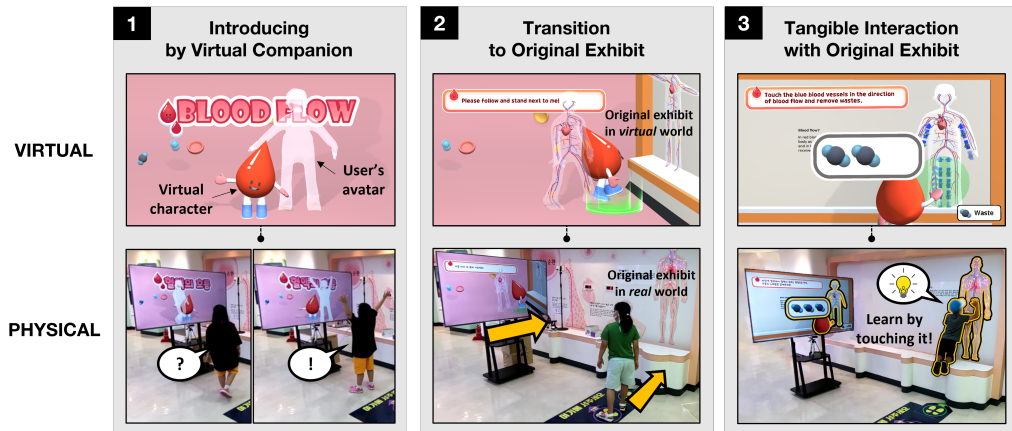 1
Introducing
by Virtual Companion
2
Transition
to Original Exhibit
3
Tangible Interaction
with Original Exhibit
VIRTUAL
BLOOD FLOW
Virtual
character
User's
avatar
Please Follow and stand next to me!
Original exhibit
in virtual world
Touch the blue blood vessels in the direction
of blood flow and remove wastes.
Blood Flow?
Waste
PHYSICAL
?
!
Original exhibit
in real world
Learn by
touching it!